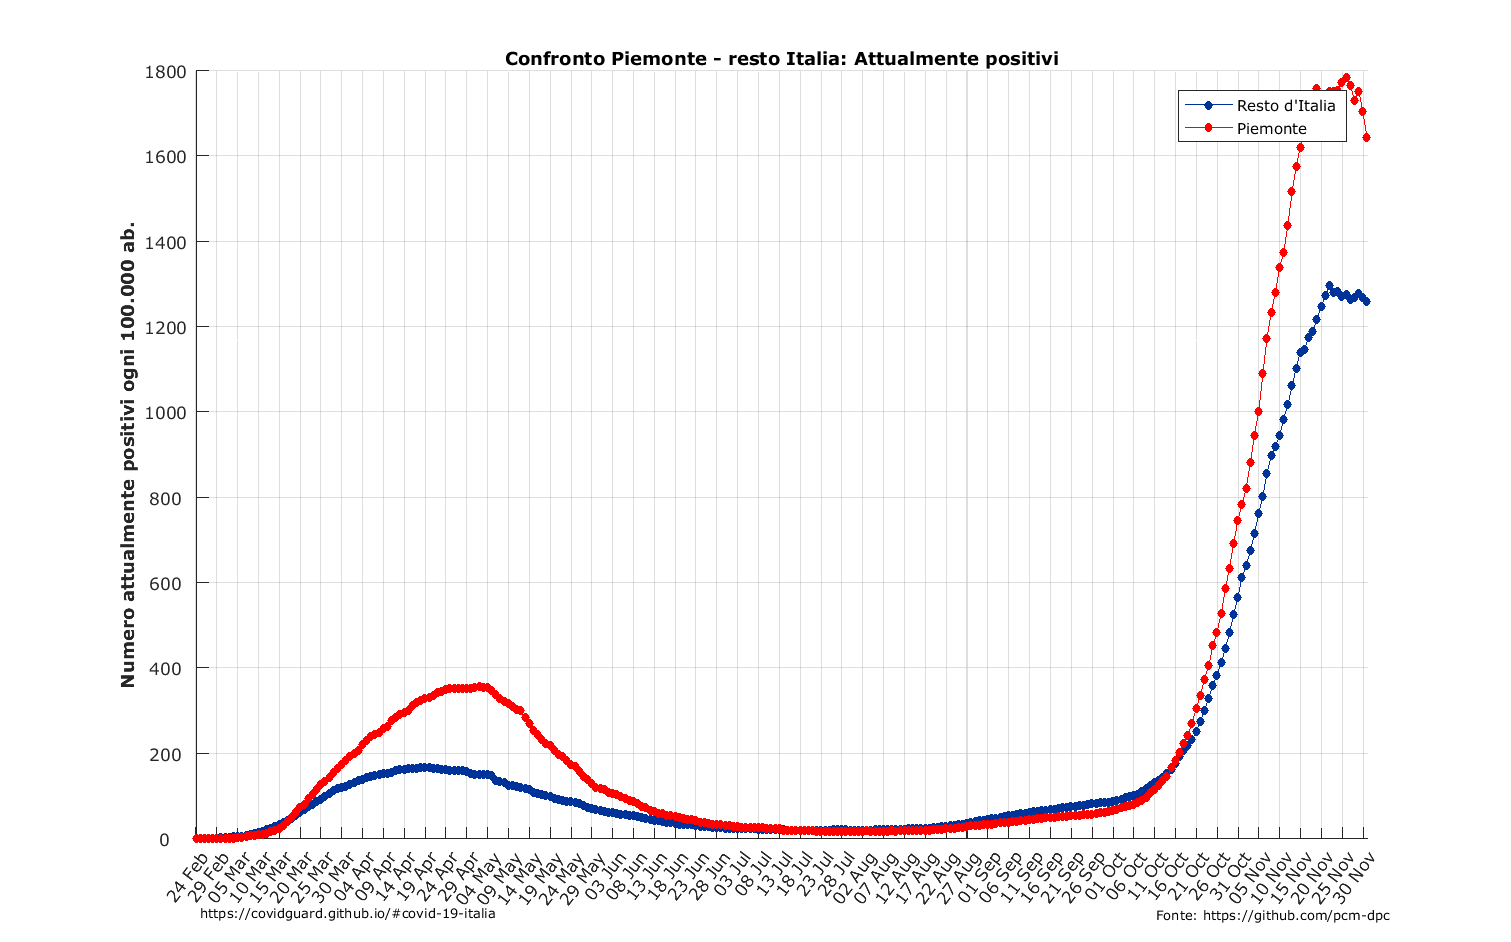 Confronto Piemonte - resto Italia: Attualmente positivi
Numero attualmente positivi ogni 100.000 ab.
1800
1600
1400
1200
1000
800
600
400
200
0
Resto d'Italia
Piemonte
24 Feb
29 Feb
05 Mar
10 Mar
15 Mar
20 Mar
25 Mar
30 Mar
04 Apr
09 Apr
14 Apr
19 Apr
24 Apr
29 Apr
04 May
09 May
14 May
19 May
24 May
29 May
03 Jun
08 Jun
13 Jun
18 Jun
23 Jun
28 Jun
03 Jul
08 Jul
13 Jul
18 Jul
23 Jul
28 Jul
02 Aug
07 Aug
12 Aug
17 Aug
22 Aug
27 Aug
01 Sep
06 Sep
11 Sep
16 Sep
21 Sep
26 Sep
01 Oct
06 Oct
11 Oct
16 Oct
21 Oct
26 Oct
31 Oct
05 Nov
10 Nov
15 Nov
20 Nov
25 Nov
30 Nov
https://covidguard.github.io/#covid-19-italia
Fonte: https://github.com/pcm-dpc